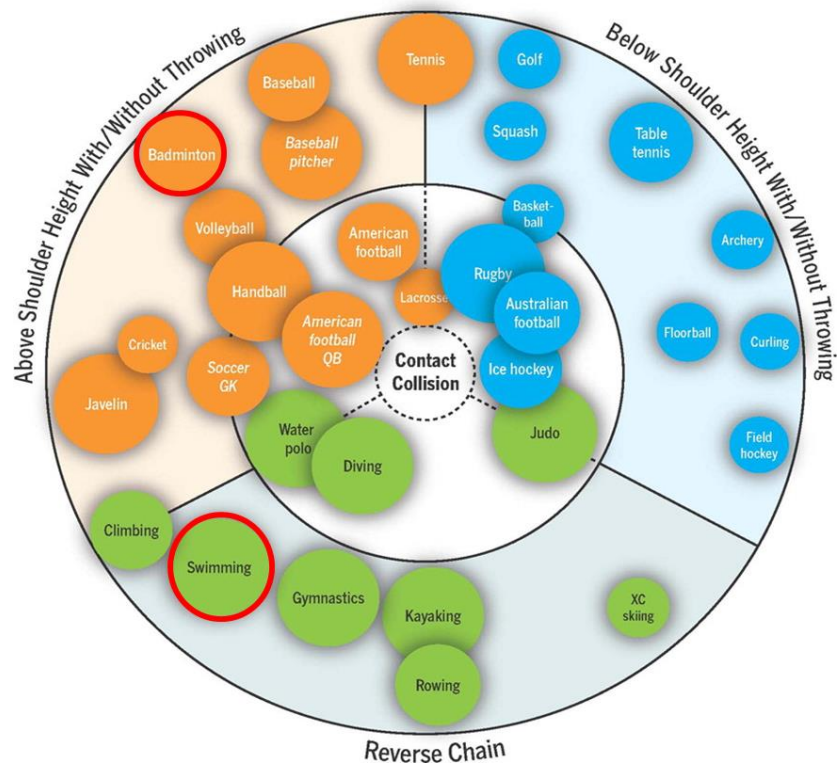 Above Shoulder Height With/Without Throwing
Below Shoulder Height With/Without Throwing
Tennis
Golf
Baseball
Squash
Table
tennis
Badminton
Baseball
pitcher
Volleyball
American
football
Basket-
ball
Archery
Handball
Rugby
Lacrosse
Australian
football
Cricket
American
football
QB
Floorball
Curling
Soccer
GK
Contact
Collision
Ice hockey
Javelin
Water
polo
Judo
Field
hockey
Diving
Climbing
Swimming
Gymnastics
Kayaking
XC
skiing
Rowing
Reverse Chain